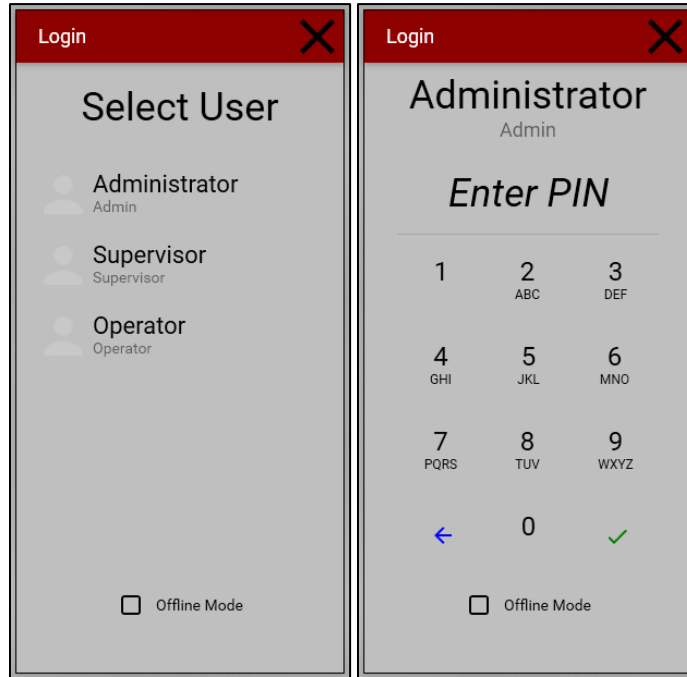 Login
Select User
Administrator
Admin
Supervisor
Supervisor
Operator
Operator
Offline Mode
Login
Administrator
Admin
Enter PIN
1 2 3
ABC DEF
4 5 6
GHI JKL MNO
7 8 9
PQRS TUV WXYZ
0
Offline Mode